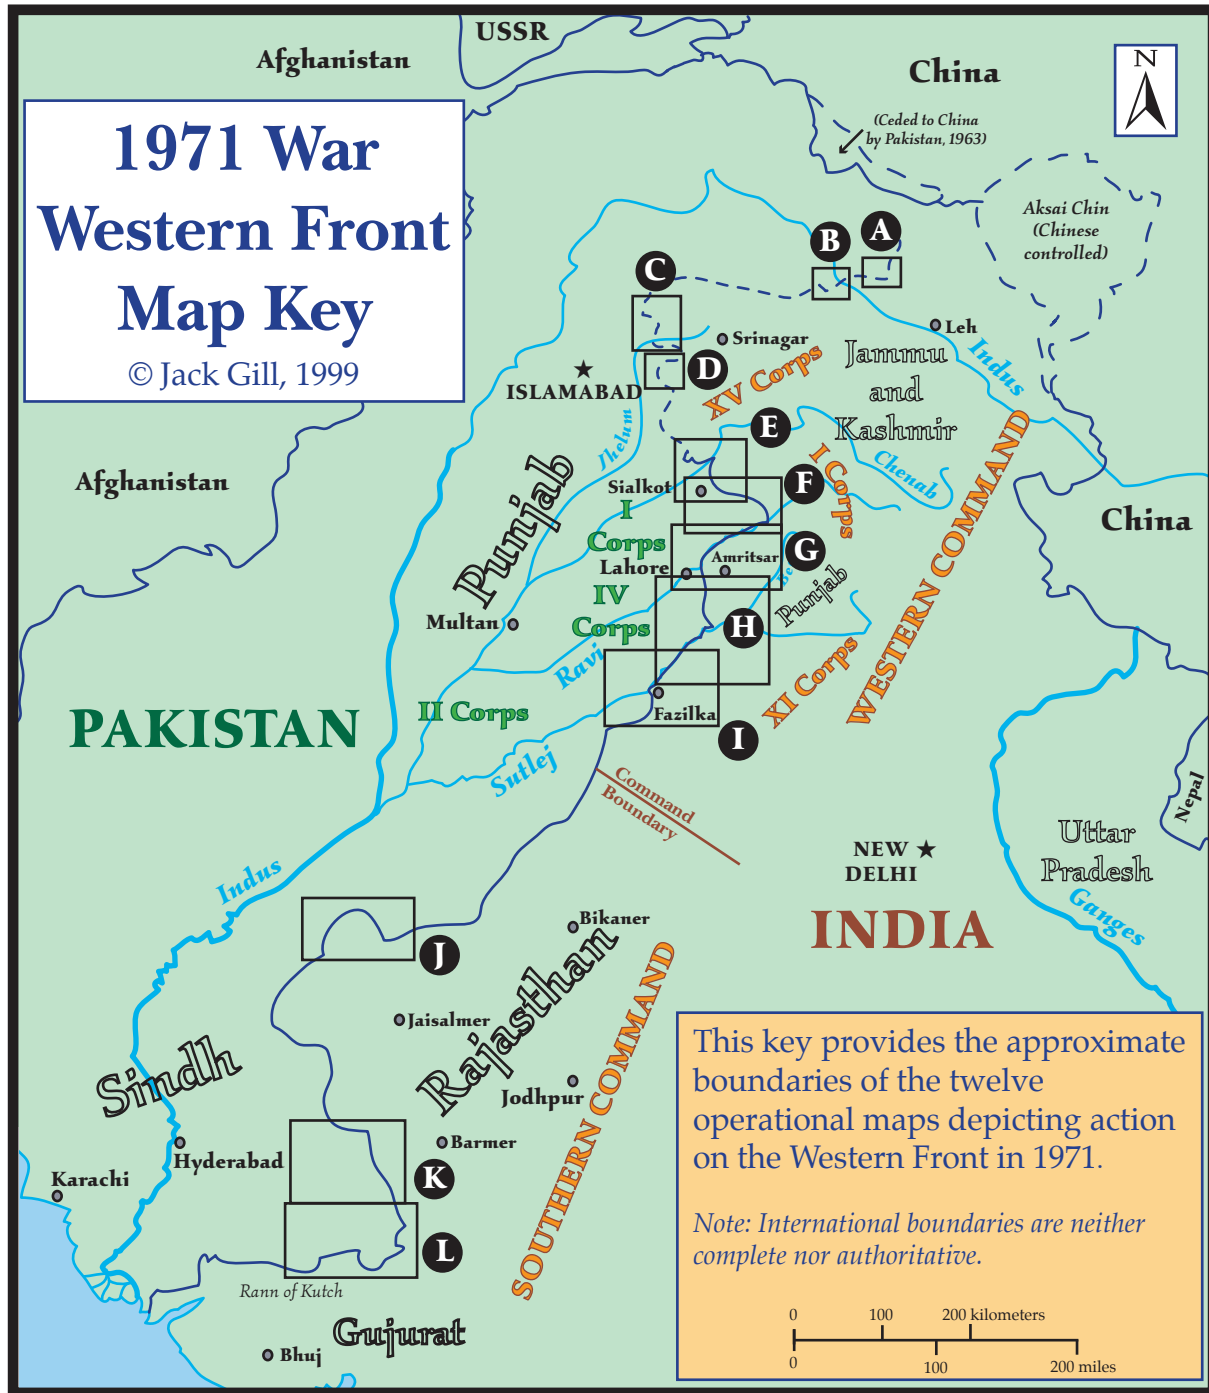 USSR
Afghanistan
China
N
1971 War
Western Front
Map Key
© Jack Gill, 1999
(Ceded to China
by Pakistan, 1963)
Aksai Chin
(Chinese
controlled)
A
B
C
Leh
Srinagar
Indus
Jammu
and
Kashmir
D
ISLAMABAD
XV Corps
Jhelum
E
Chenab
I Corps
WESTERN COMMAND
Afghanistan
Punjab
Sialkot
F
I
Corps
China
Lahore
Amritsar
G
Be
Punjab
IV
Corps
Multan
H
Ravi
XI Corps
II Corps
Fazilka
I
PAKISTAN
Sutlej
Command
Boundary
Nepal
Uttar
Pradesh
NEW
DELHI
Indus
Ganges
INDIA
Bikaner
J
Rajasthan
Jaisalmer
SOUTHERN COMMAND
Sindh
Jodhpur
Barmer
Hyderabad
K
Karachi
L
Rann of Kutch
Gujurat
Bhuj
This key provides the approximate
boundaries of the twelve
operational maps depicting action
on the Western Front in 1971.
Note: International boundaries are neither
complete nor authoritative.
0 100 200 kilometers
0 100 200 miles